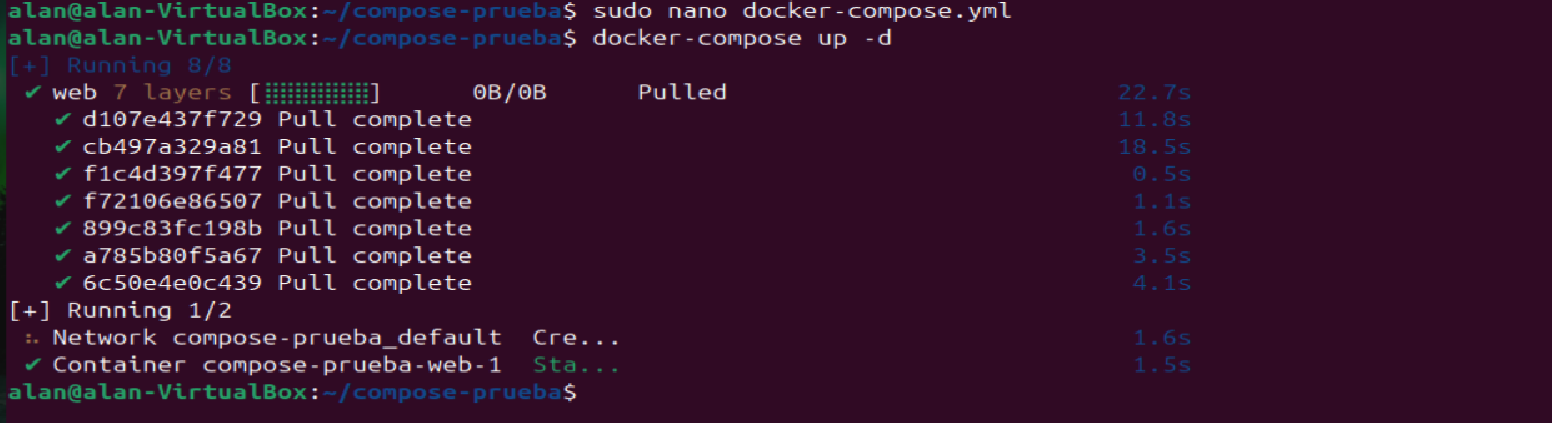 alan@alan-VirtualBox:~/compose-prueba$ sudo nano docker-compose.yml
alan@alan-VirtualBox:~/compose-prueba$ docker-compose up -d
[+] Running 8/8
✔ web 7 layers [⣿⣿⣿⣿⣿⣿⣿] 0B/0B Pulled 22.7s
✔ d107e437f729 Pull complete 11.8s
✔ cb497a329a81 Pull complete 18.5s
✔ f1c4d397f477 Pull complete 0.5s
✔ f72106e86507 Pull complete 1.1s
✔ 899c83fc198b Pull complete 1.6s
✔ a785b80f5a67 Pull complete 3.5s
✔ 6c50e4e0c439 Pull complete 4.1s
[+] Running 1/2
⠦ Network compose-prueba_default Cre... 1.6s
✔ Container compose-prueba-web-1 Sta... 1.5s
alan@alan-VirtualBox:~/compose-prueba$